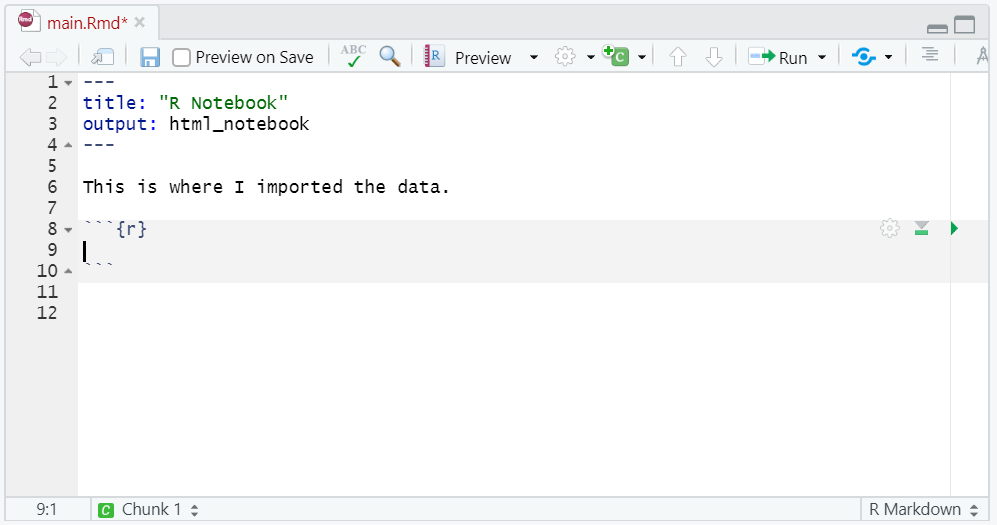 Rmd main.Rmd*
Preview on Save ABC R Preview C Run
1 ---
2 title: "R Notebook"
3 output: html_notebook
4 ---
5
6 This is where I imported the data.
7
8 ```{r}
9
10 ```
11
12
9:1 C Chunk 1 R Markdown